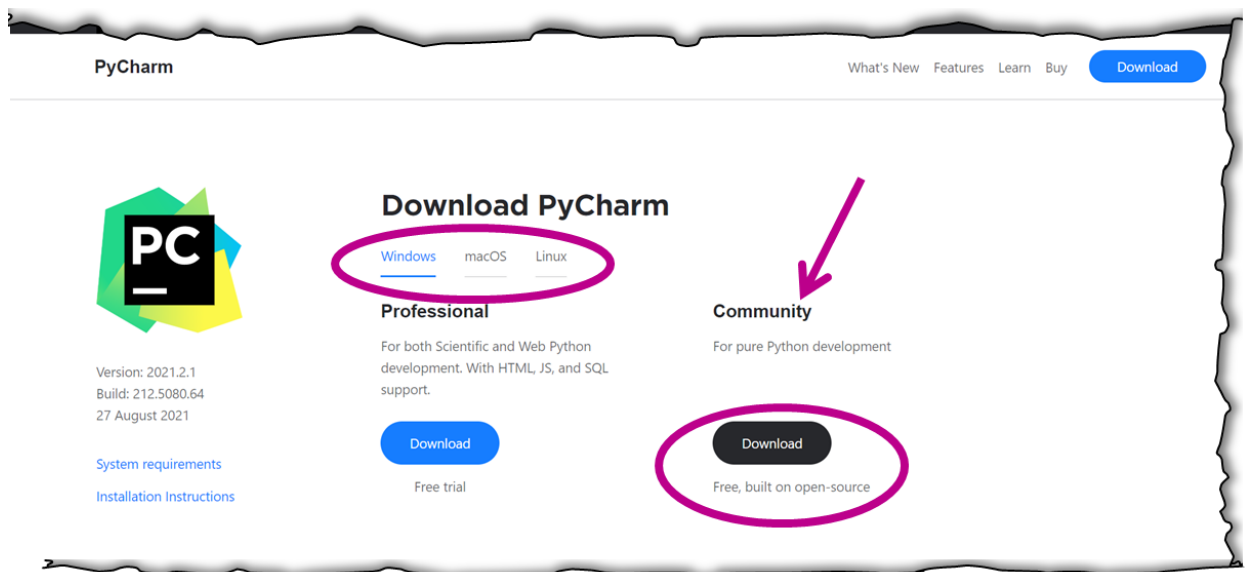 PyCharm
What's New Features Learn Buy Download
PC
Download PyCharm
Windows macOS Linux
Professional
For both Scientific and Web Python
development. With HTML, JS, and SQL
support.
Download
Free trial
Community
For pure Python development
Download
Free, built on open-source
Version: 2021.2.1
Build: 212.5080.64
27 August 2021
System requirements
Installation Instructions